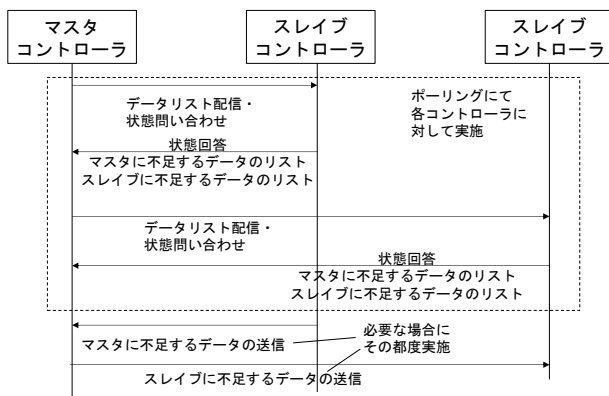 マスタ
コントローラ
スレイブ
コントローラ
スレイブ
コントローラ
データリスト配信・
状態問い合わせ
ポーリングにて
各コントローラに
対して実施
状態回答
マスタに不足するデータのリスト
スレイブに不足するデータのリスト
データリスト配信・
状態問い合わせ
状態回答
マスタに不足するデータのリスト
スレイブに不足するデータのリスト
マスタに不足するデータの送信
必要な場合に
その都度実施
スレイブに不足するデータの送信